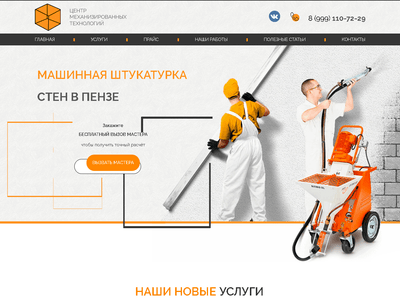 ЦЕНТР
МЕХАНИЗИРОВАННЫХ
ТЕХНОЛОГИЙ
8 (999) 110-72-29
ГЛАВНАЯ УСЛУГИ ПРАЙС НАШИ РАБОТЫ ПОЛЕЗНЫЕ СТАТЬИ КОНТАКТЫ
МАШИННАЯ ШТУКАТУРКА
СТЕН В ПЕНЗЕ
Закажите
БЕСПЛАТНЫЙ ВЫЗОВ МАСТЕРА
чтобы получить точный расчёт
ВЫЗВАТЬ МАСТЕРА
НАШИ НОВЫЕ УСЛУГИ